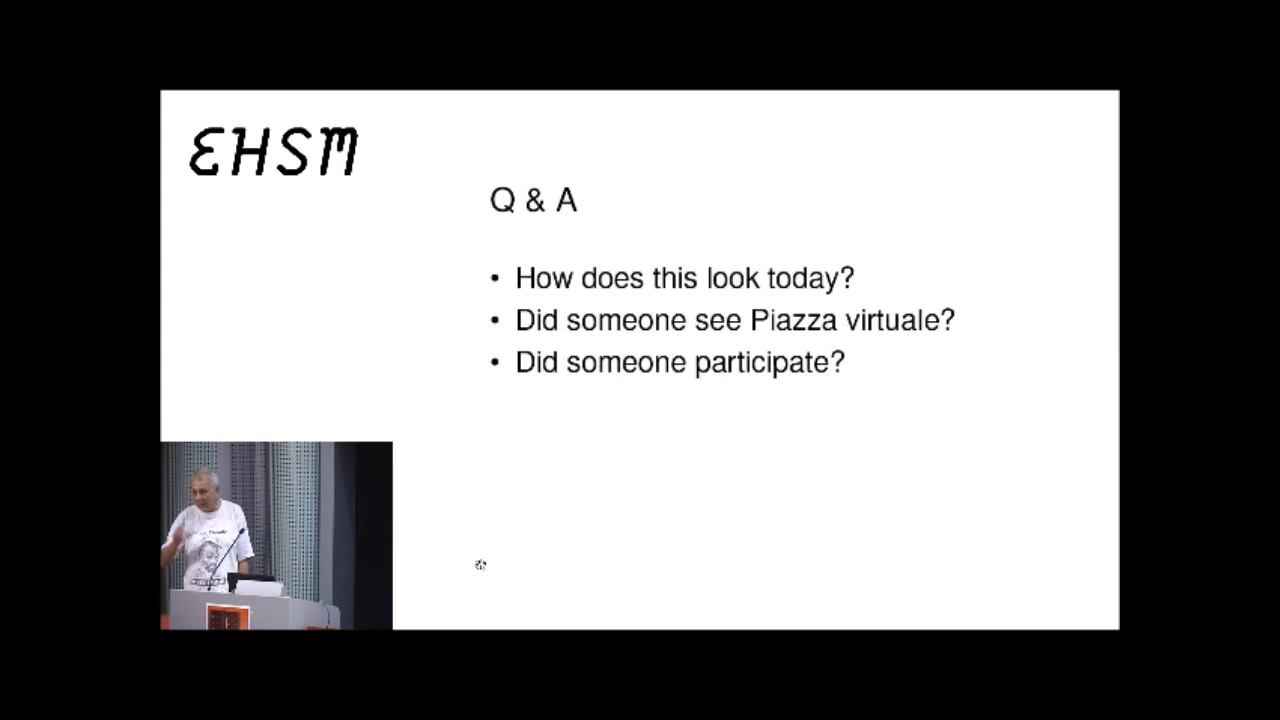 EHSM
Q & A
• How does this look today?
• Did someone see Piazza virtuale?
• Did someone participate?